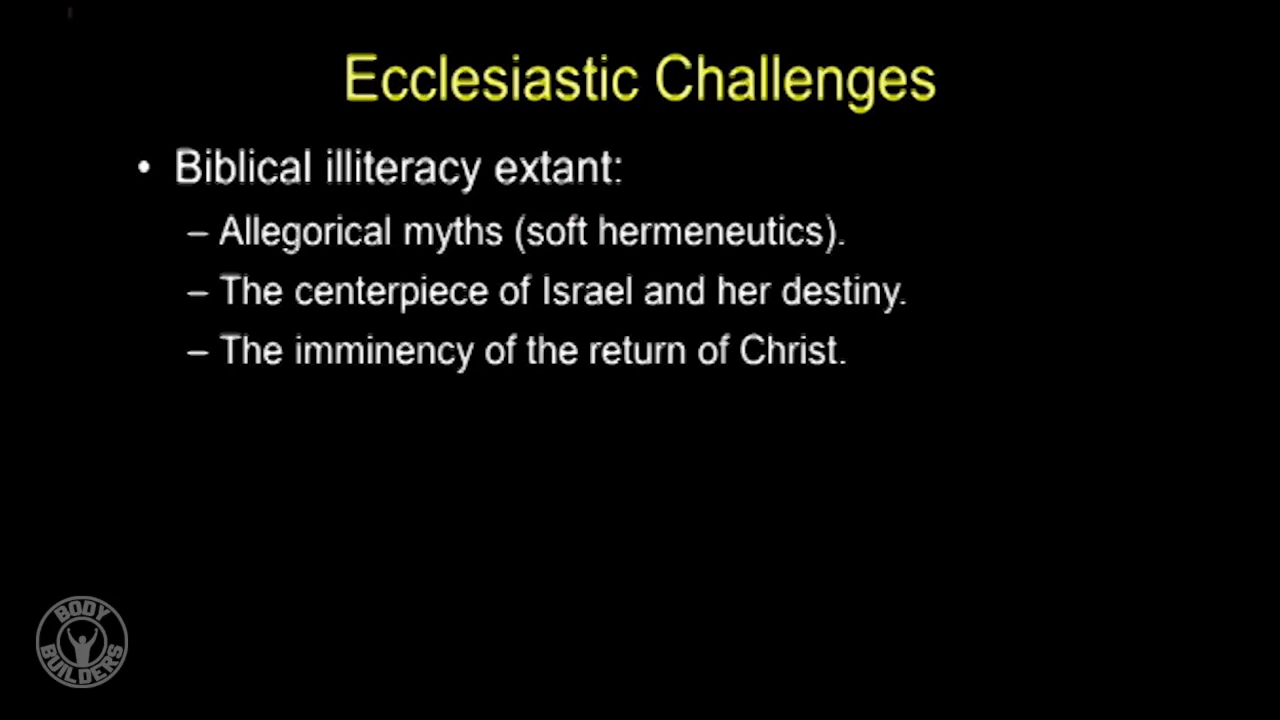 Ecclesiastic Challenges
• Biblical illiteracy extant:
– Allegorical myths (soft hermeneutics).
– The centerpiece of Israel and her destiny.
– The imminency of the return of Christ.
BODY
BUILDERS